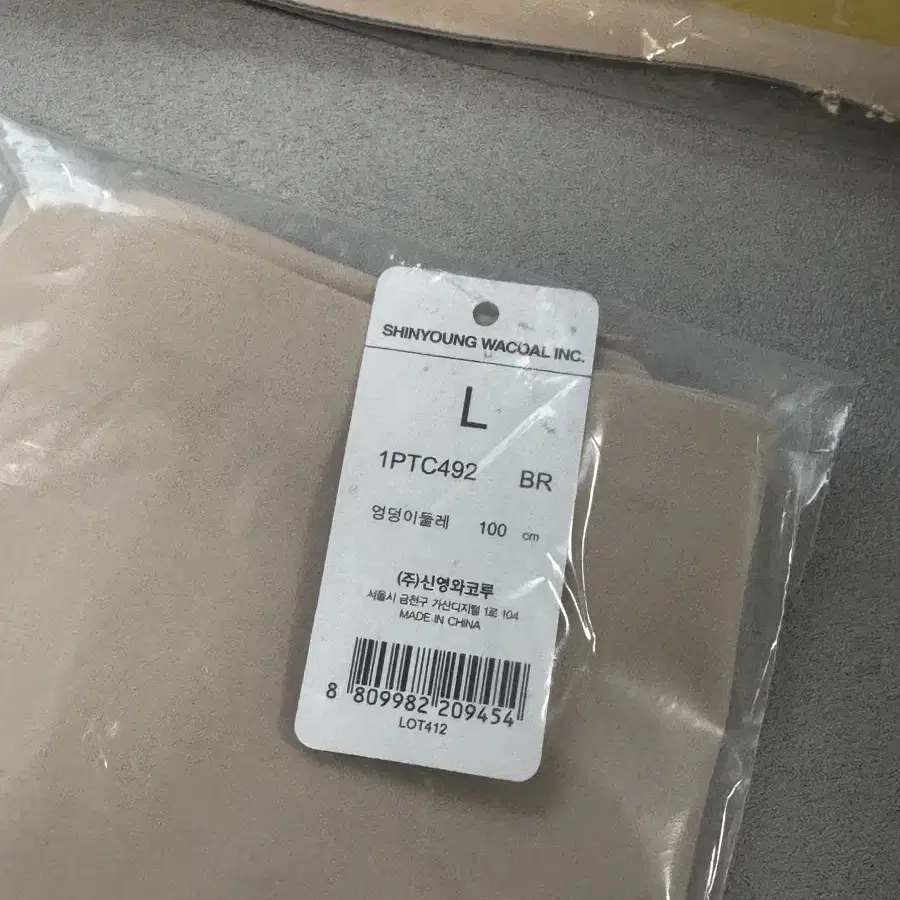 SHINYOUNG WACOAL INC.
L
1PTC492 BR
엉덩이둘레 100 cm
(주)신영와코루
서울시 금천구 가산디지털 1로 104
MADE IN CHINA
8 809982 209454
LOT412